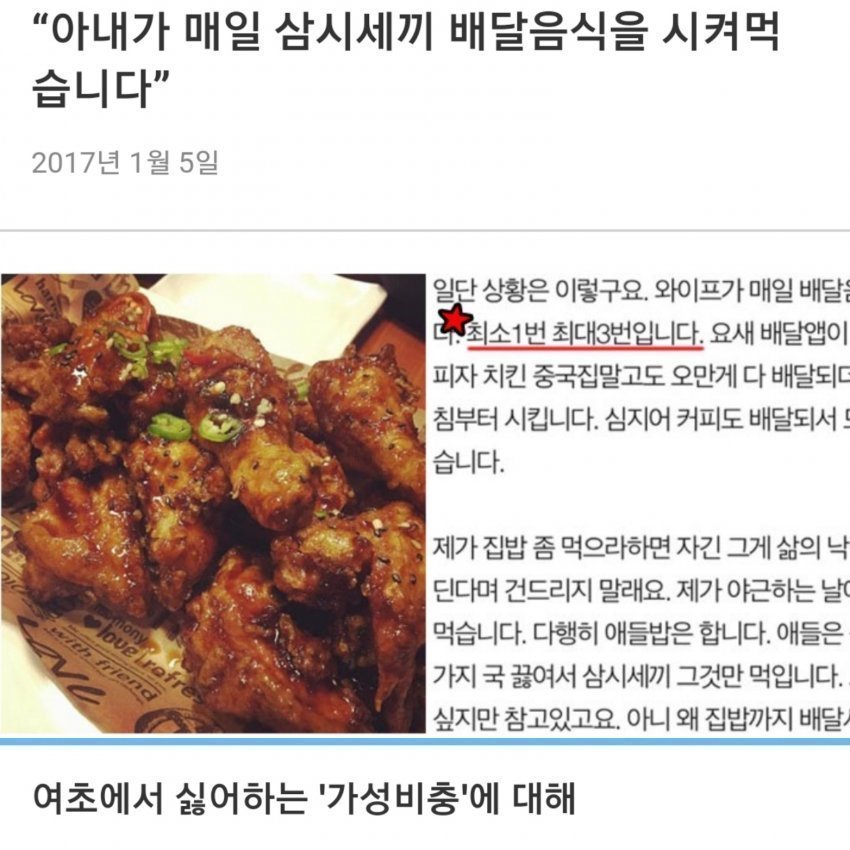 “아내가 매일 삼시세끼 배달음식을 시켜먹
습니다”
2017년 1월 5일
일단 상황은 이렇구요. 와이프가 매일 배달음
다. 최소1번 최대3번입니다. 요새 배달앱이
피자 치킨 중국집말고도 오만게 다 배달되더
침부터 시킵니다. 심지어 커피도 배달되서
습니다.
제가 집밥 좀 먹으라하면 자긴 그게 삶의 낙
딘다며 건드리지 말래요. 제가 야근하는 날에
먹습니다. 다행히 애들밥은 합니다. 애들은
가지 국 끓여서 삼시세끼 그것만 먹입니다.
싶지만 참고있고요. 아니 왜 집밥까지 배달
love
with friend
LOVE
여초에서 싫어하는 '가성비충'에 대해